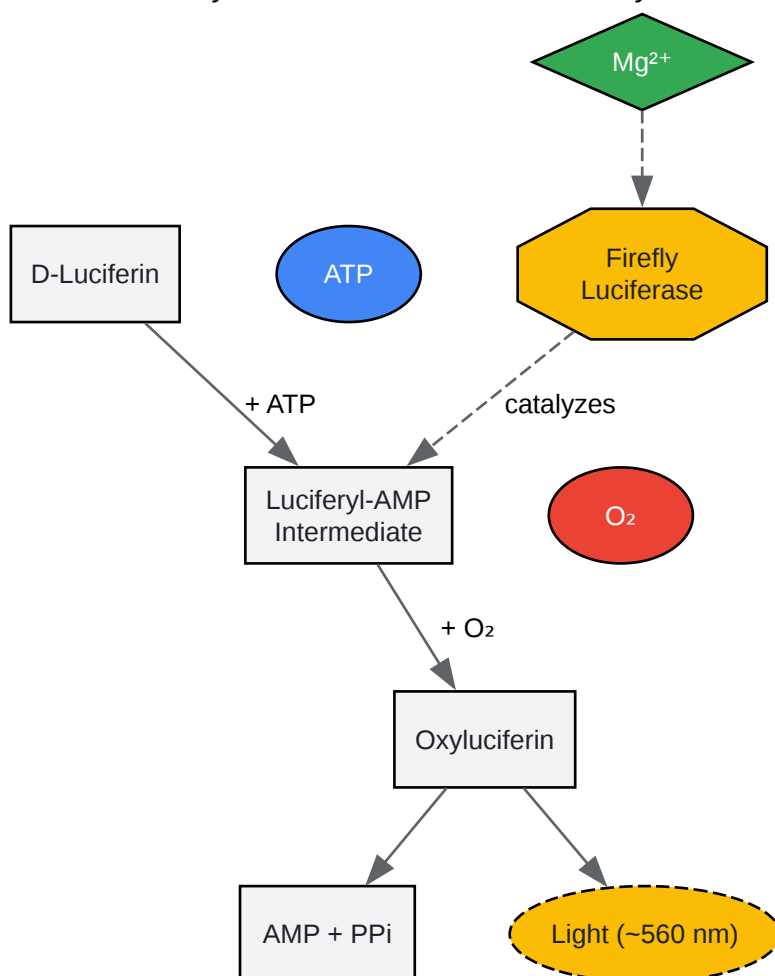 Mg²⁺
D-Luciferin
ATP
Firefly
Luciferase
+ ATP
catalyzes
Luciferyl-AMP
Intermediate
O₂
+ O₂
Oxyluciferin
AMP + PPi
Light (~560 nm)